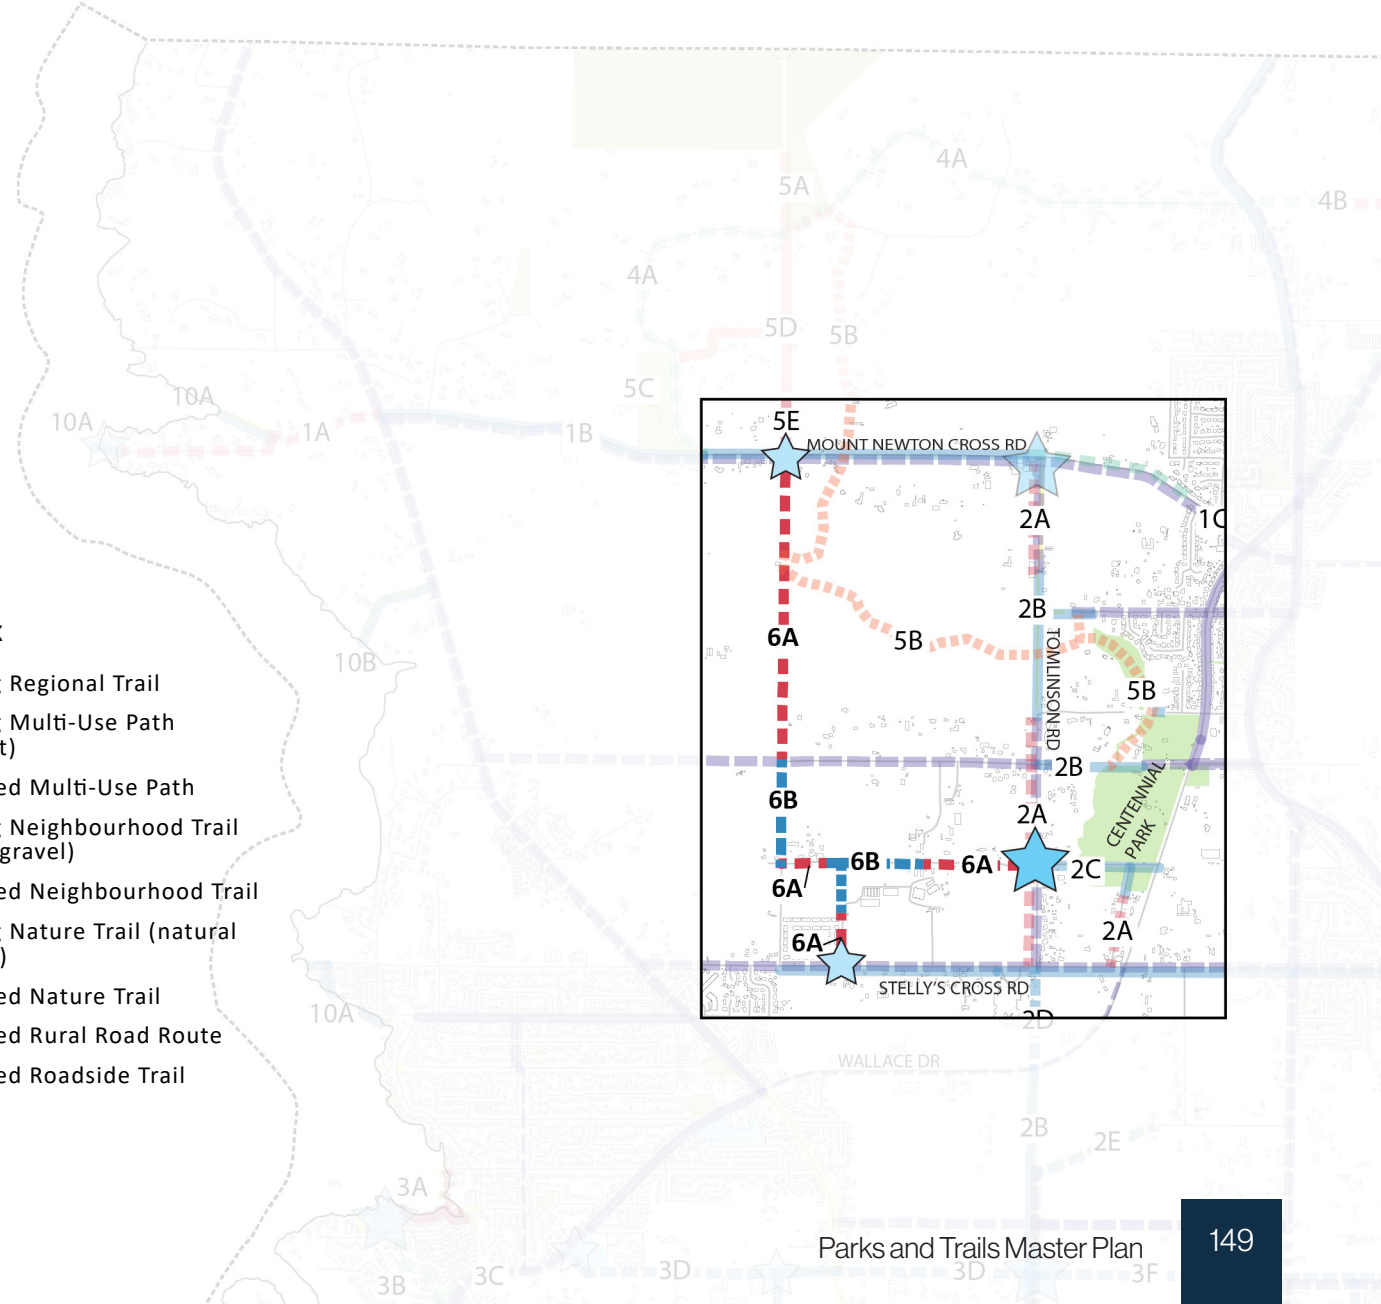 4A
5A
4B
4A
5D
5B
5C
10A
10A
1A
1B
5E
MOUNT NEWTON CROSS RD
2A
1C
2B
6A
5B
TOMLINSON RD
10B
5B
g Regional Trail
g Multi-Use Path
t)
2B
ed Multi-Use Path
6B
2A
g Neighbourhood Trail
gravel)
CENTENNIAL
PARK
6B
6A
2C
6A
ed Neighbourhood Trail
g Nature Trail (natural
)
2A
6A
STELLY'S CROSS RD
ed Nature Trail
10A
2D
ed Rural Road Route
WALLACE DR
ed Roadside Trail
2B
2E
3A
Parks and Trails Master Plan
149
3B
3C
3D
3D
3F